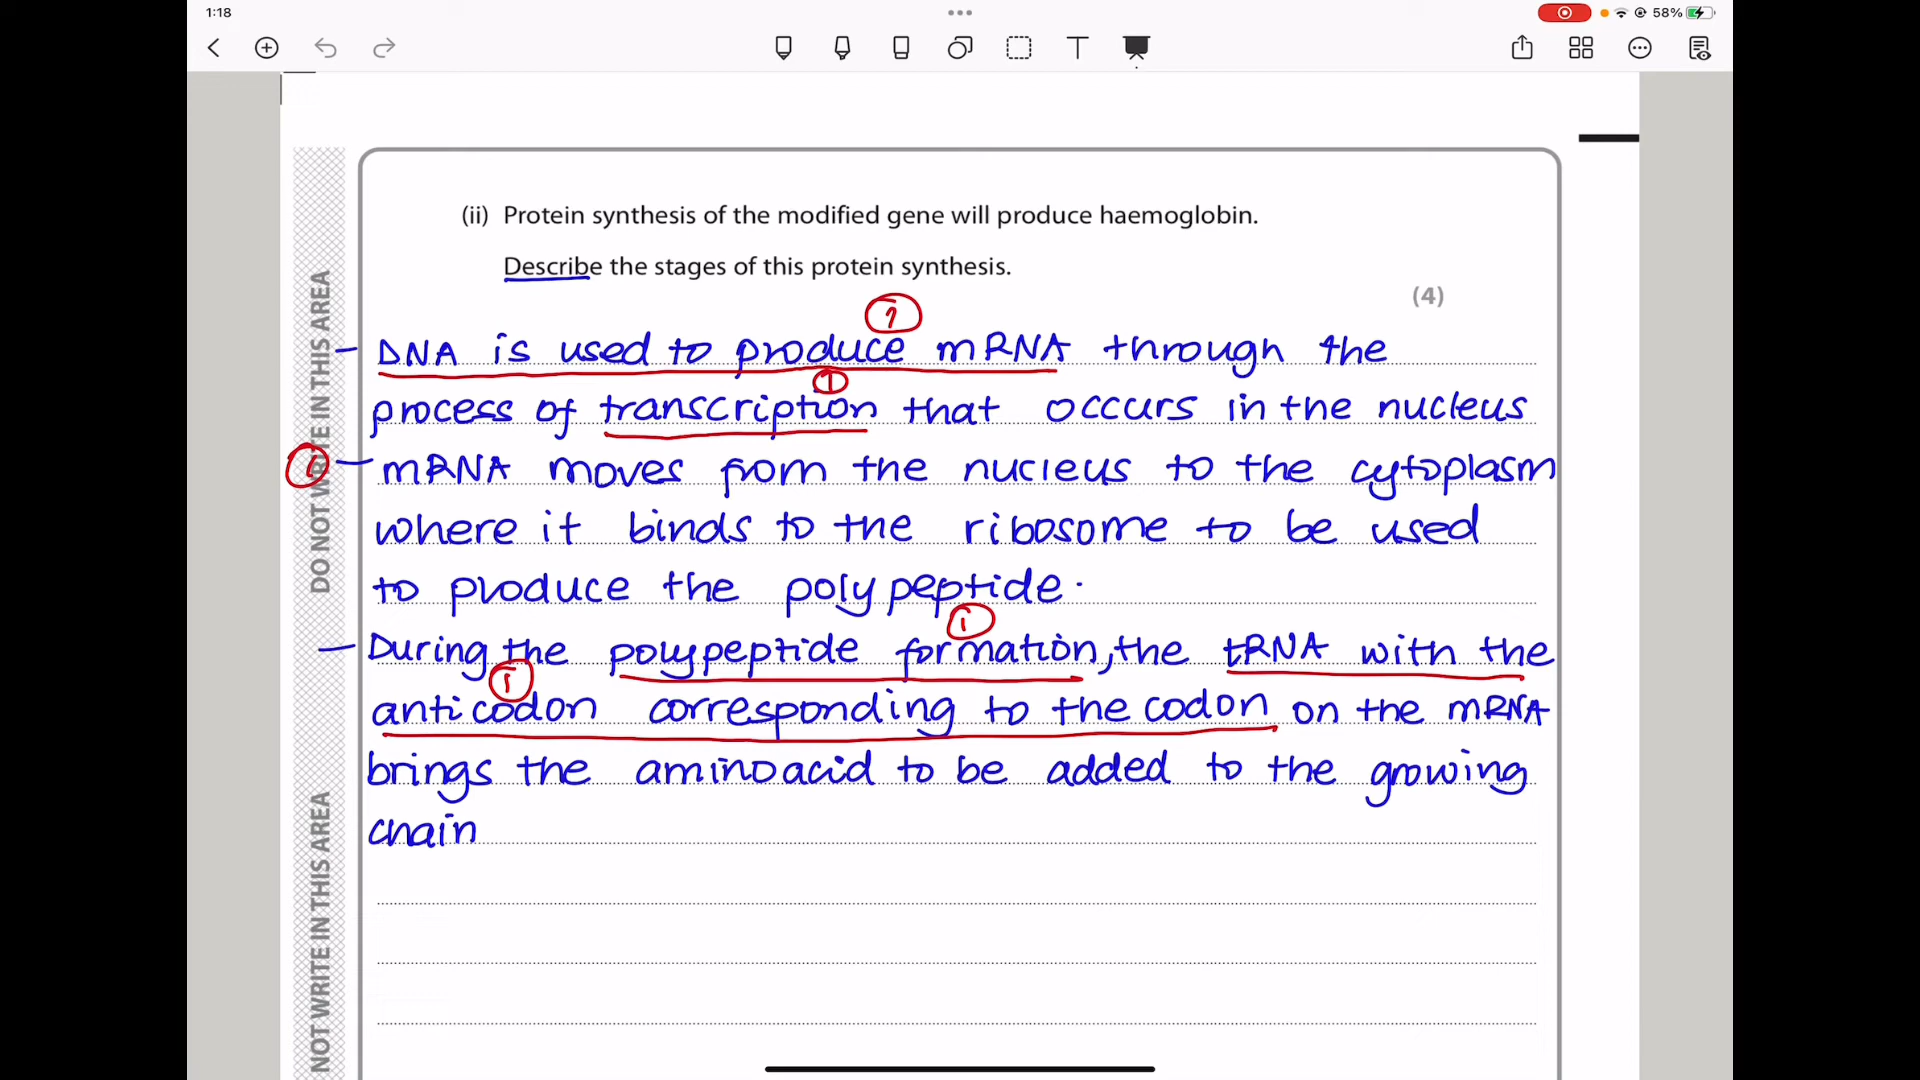 1:18
58%
(ii) Protein synthesis of the modified gene will produce haemoglobin.
Describe the stages of this protein synthesis.
(4)
1
- DNA is used to produce mRNA through the
1
process of transcription that occurs in the nucleus
1
- mRNA moves from the nucleus to the cytoplasm
where it binds to the ribosome to be used
to produce the polypeptide.
1
- During the polypeptide formation, the tRNA with the
1
anticodon corresponding to the codon on the mRNA
brings the aminoacid to be added to the growing
chain
DO NOT WRITE IN THIS AREA
NOT WRITE IN THIS AREA